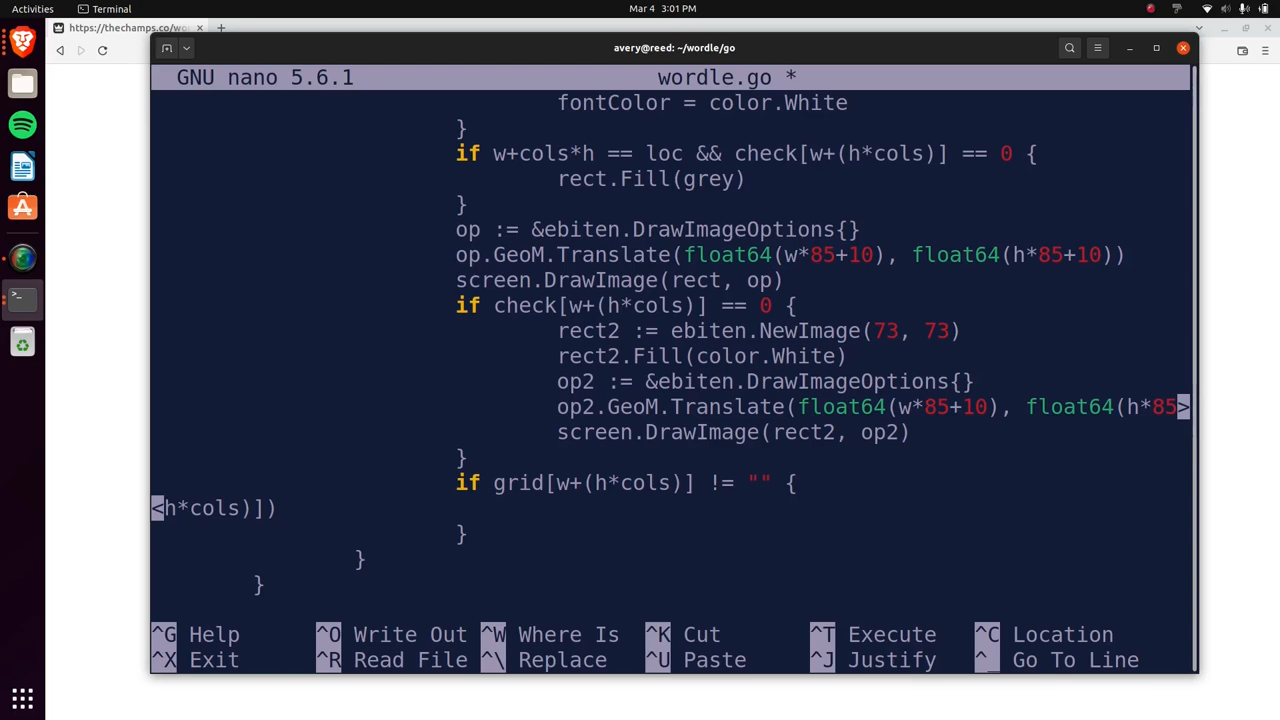 Activities
Terminal
Mar 4 3:01 PM
https://thechamps.co/wo
avery@reed: ~/wordle/go
GNU nano 5.6.1
wordle.go *
fontColor = color.White
}
if w+cols*h == loc && check[w+(h*cols)] == 0 {
rect.Fill(grey)
}
op := &ebiten.DrawImageOptions{}
op.GeoM.Translate(float64(w*85+10), float64(h*85+10))
screen.DrawImage(rect, op)
if check[w+(h*cols)] == 0 {
rect2 := ebiten.NewImage(73, 73)
rect2.Fill(color.White)
op2 := &ebiten.DrawImageOptions{}
op2.GeoM.Translate(float64(w*85+10), float64(h*85>
screen.DrawImage(rect2, op2)
}
if grid[w+(h*cols)] != "" {
<h*cols)])
}
}
}
^G Help ^O Write Out ^W Where Is ^K Cut ^T Execute ^C Location
^X Exit ^R Read File ^\ Replace ^U Paste ^J Justify ^_ Go To Line